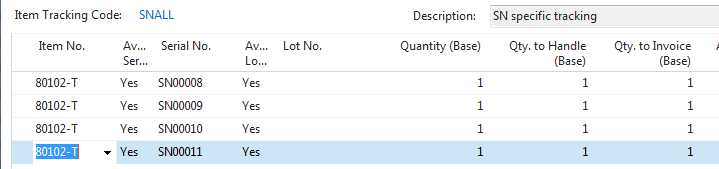 Item Tracking Code: SNALL Description: SN specific tracking
Item No. Av... Serial No. Av... Lot No. Quantity (Base) Qty. to Handle Qty. to Invoice
Ser... Lo... (Base) (Base)
80102-T Yes SN00008 Yes 1 1 1
80102-T Yes SN00009 Yes 1 1 1
80102-T Yes SN00010 Yes 1 1 1
80102-T Yes SN00011 Yes 1 1 1